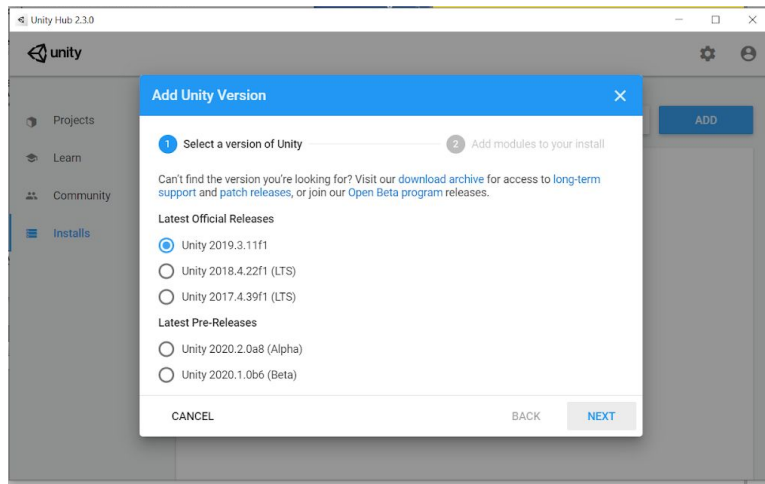 Unity Hub 2.3.0
unity
Projects
Learn
Community
Installs
ADD
Add Unity Version
1 Select a version of Unity
2 Add modules to your install
Can't find the version you're looking for? Visit our download archive for access to long-term
support and patch releases, or join our Open Beta program releases.
Latest Official Releases
Unity 2019.3.11f1
Unity 2018.4.22f1 (LTS)
Unity 2017.4.39f1 (LTS)
Latest Pre-Releases
Unity 2020.2.0a8 (Alpha)
Unity 2020.1.0b6 (Beta)
CANCEL
BACK
NEXT